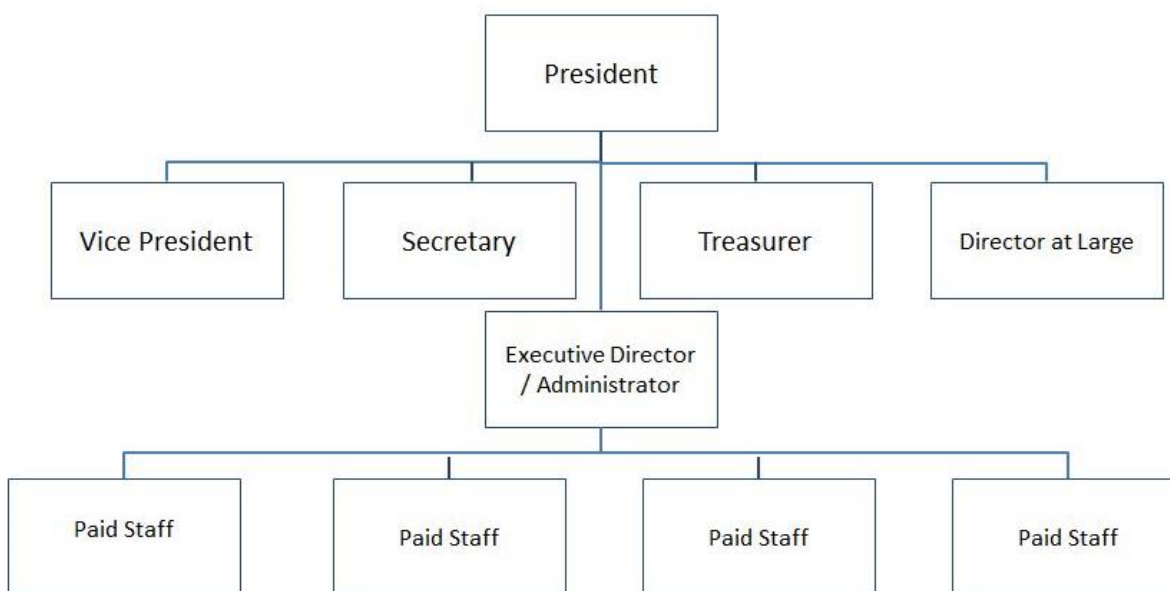 President
Vice President
Secretary
Treasurer
Director at Large
Executive Director
/ Administrator
Paid Staff
Paid Staff
Paid Staff
Paid Staff